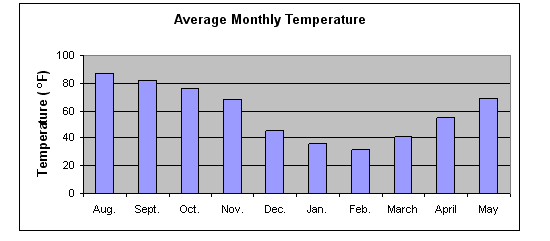 Average Monthly Temperature
Temperature ( °F)
100
80
60
40
20
0
Aug. Sept. Oct. Nov. Dec. Jan. Feb. March April May